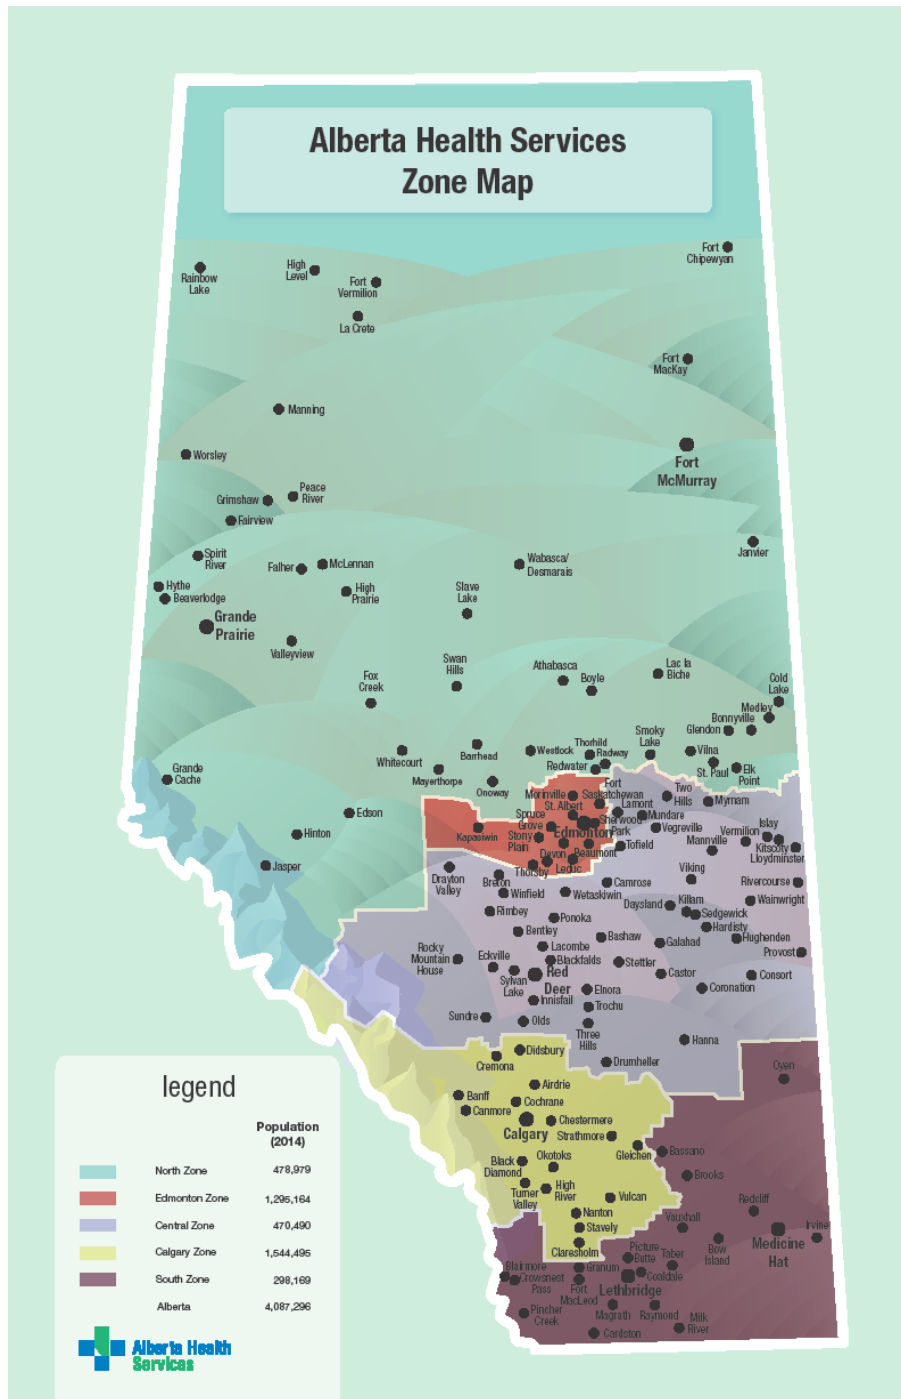 Alberta Health Services
Zone Map
Fort
Chipewyan
Rainbow
Lake
High
Level
Fort
Vermilion
La Crete
Fort
MacKay
Manning
Worsley
Fort
McMurray
Grimshaw
Peace
River
Fairview
Janvier
Spirit
River
Falher
McLennan
Wabasca/
Desmarais
Hythe
Beaverlodge
High
Prairie
Slave
Lake
Grande
Prairie
Valleyview
Swan
Hills
Athabasca
Boyle
Lac la
Biche
Fox
Creek
Cold
Lake
Medley
Bonnyville
Glendon
Smoky
Lake
Whitecourt
Barrhead
Westlock
Thorhild
Radway
Redwater
Vilna
St. Paul
Elk
Point
Grande
Cache
Mayerthorpe
Onoway
Morinville
Fort
Saskatchewan
Two
Hills
Myrnam
Edson
St. Albert
Lamont
Mundare
Hinton
Kapasiwin
Spruce
Grove
Stony
Plain
Edmonton
Sherwood
Park
Vegreville
Vermilion
Islay
Kitscoty
Lloydminster
Mannville
Jasper
Devon
Beaumont
Tofield
Thorsby
Leduc
Drayton
Valley
Breton
Winfield
Wetaskiwin
Camrose
Viking
Rivercourse
Daysland
Killam
Sedgewick
Wainwright
Rimbey
Ponoka
Hardisty
Bentley
Bashaw
Galahad
Hughenden
Provost
Rocky
Mountain
House
Eckville
Lacombe
Blackfalds
Stettler
Sylvan
Lake
Red
Deer
Castor
Consort
Coronation
Innisfail
Elnora
Trochu
Sundre
Olds
Three
Hills
Hanna
Didsbury
Cremona
Drumheller
Oyen
Airdrie
Banff
Canmore
Cochrane
Calgary
Chestermere
Strathmore
Gleichen
Bassano
Black
Diamond
Okotoks
Brooks
Turner
Valley
High
River
Vulcan
Redcliff
Nanton
Stavely
Vauxhall
Irvine
Medicine
Hat
Claresholm
Picture
Butte
Taber
Bow
Island
Blairmore
Crowsnest
Pass
Granum
Fort
MacLeod
Coaldale
Lethbridge
Pincher
Creek
Magrath
Raymond
Milk
River
Cardston
legend
Population
(2014)
North Zone 478,979
Edmonton Zone 1,295,164
Central Zone 470,490
Calgary Zone 1,544,495
South Zone 298,169
Alberta 4,087,296
Alberta Health
Services